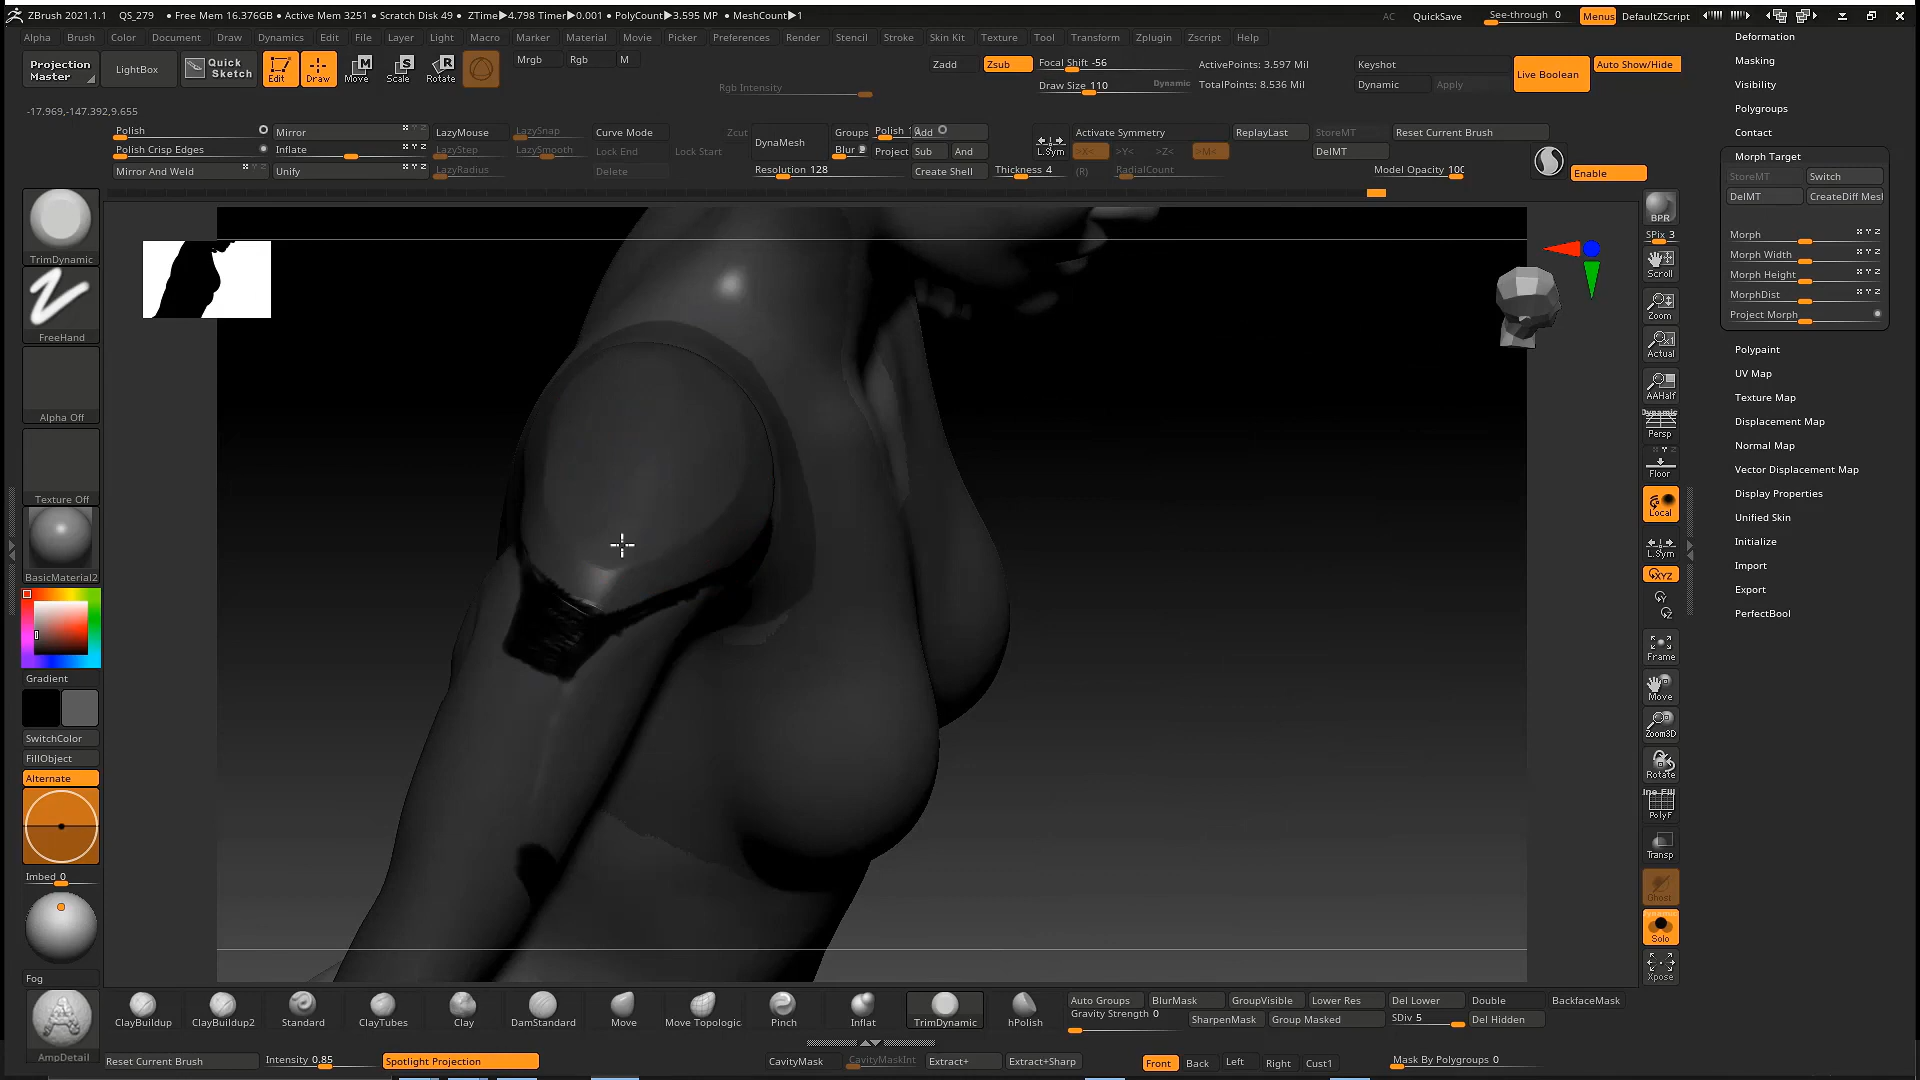 ZBrush 2021.1.1 QS_279 • Free Mem 16.376GB • Active Mem 3251 • Scratch Disk 49 • ZTime▶4.798 Timer▶0.001 • PolyCount▶3.595 MP • MeshCount▶1 AC QuickSave See-through 0 Menus DefaultZScript
Alpha Brush Color Document Draw Dynamics Edit File Layer Light Macro Marker Material Movie Picker Preferences Render Stencil Stroke Skin Kit Texture Tool Transform Zplugin Zscript Help
Projection Master LightBox Quick Sketch Edit Draw Move Scale Rotate Mrgb Rgb M
Rgb Intensity
Zadd Zsub Focal Shift -56 ActivePoints: 3.597 Mil Keyshot Live Boolean Auto Show/Hide
Draw Size 110 Dynamic TotalPoints: 8.536 Mil Dynamic Apply
-17.969,-147.392,9.655
Polish Mirror LazyMouse LazySnap Curve Mode Zcut DynaMesh Groups Polish Add L.Sym Activate Symmetry ReplayLast StoreMT Reset Current Brush
Polish Crisp Edges Inflate LazyStep LazySmooth Lock End Lock Start Blur 2 Project Sub And >X< >Y< >Z< >M< DelMT
Mirror And Weld Unify LazyRadius Delete Resolution 128 Create Shell Thickness 4 (R) RadialCount Model Opacity 100 Enable
TrimDynamic
FreeHand
Alpha Off
Texture Off
BasicMaterial2
Gradient
SwitchColor
FillObject
Alternate
Imbed 0
Fog
AmpDetail
BPR
SPix 3
Scroll
Zoom
Actual
AAHalf
Dynamic
Persp
Floor
Local
L.Sym
XYZ
Y
Z
Frame
Move
Zoom3D
Rotate
Line Fill
PolyF
Transp
Ghost
Dynamic
Solo
Xpose
Deformation
Masking
Visibility
Polygroups
Contact
Morph Target
StoreMT Switch
DelMT CreateDiff Mesh
Morph X Y Z
Morph Width X Y Z
Morph Height X Y Z
MorphDist X Y Z
Project Morph
Polypaint
UV Map
Texture Map
Displacement Map
Normal Map
Vector Displacement Map
Display Properties
Unified Skin
Initialize
Import
Export
PerfectBool
ClayBuildup ClayBuildup2 Standard ClayTubes Clay DamStandard Move Move Topologic Pinch Inflat TrimDynamic hPolish
Auto Groups BlurMask GroupVisible Lower Res Del Lower Double BackfaceMask
Gravity Strength 0 SharpenMask Group Masked SDiv 5 Del Hidden
Reset Current Brush Intensity 0.85 Spotlight Projection CavityMask CavityMaskInt Extract+ Extract+Sharp Front Back Left Right Cust1 Mask By Polygroups 0